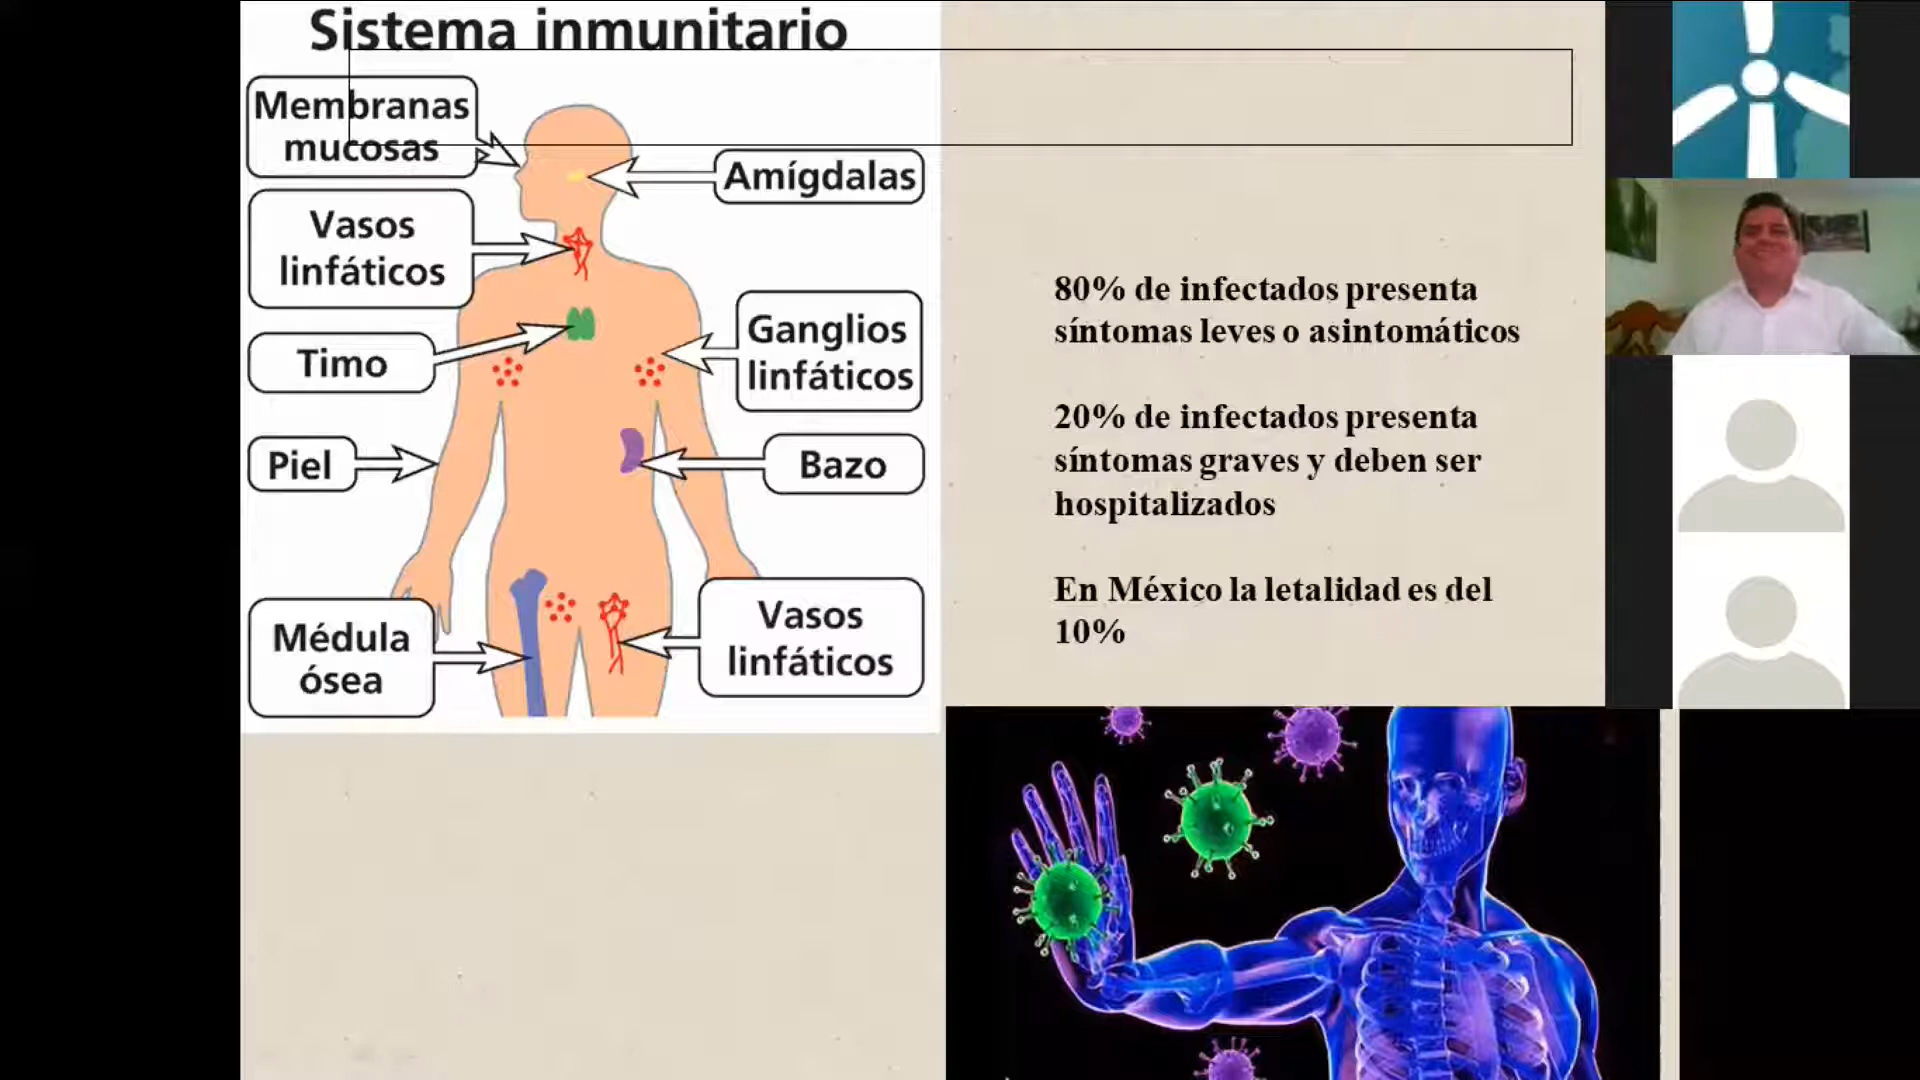 Sistema inmunitario
Membranas
mucosas
Amígdalas
Vasos
linfáticos
Ganglios
linfáticos
Timo
Piel
Bazo
Médula
ósea
Vasos
linfáticos
80% de infectados presenta
síntomas leves o asintomáticos
20% de infectados presenta
síntomas graves y deben ser
hospitalizados
En México la letalidad es del
10%